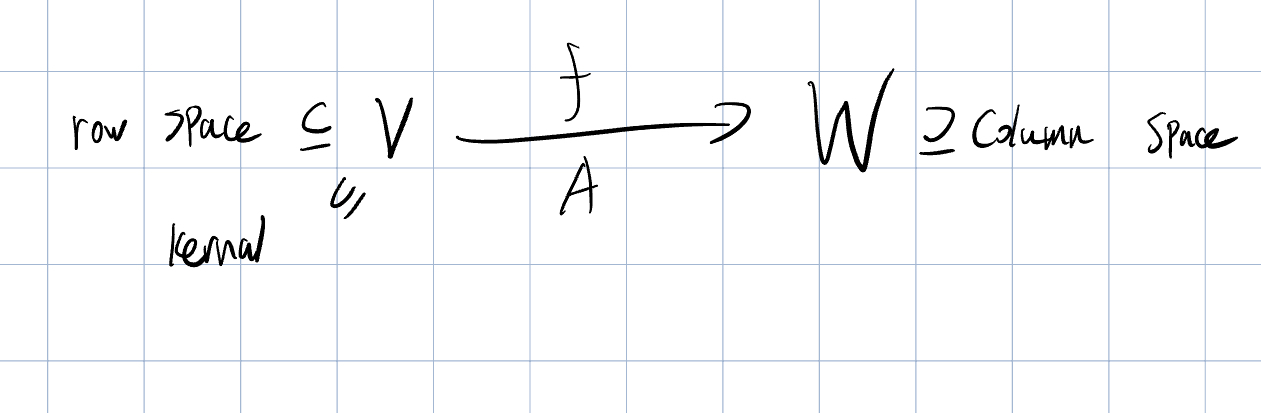 f
row space ⊆ V ⟶ W ⊇ Column Space
A
⊆
kernal